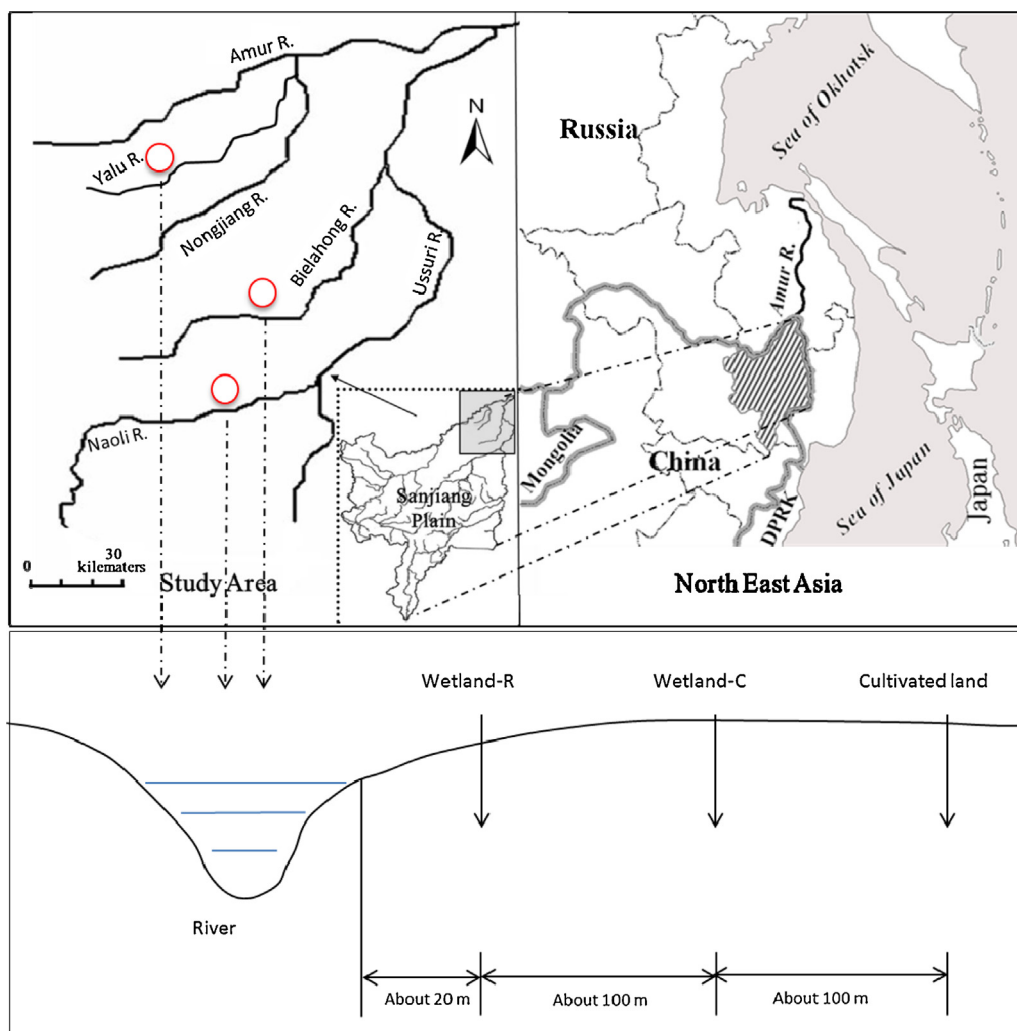 Amur R.
N
Yalu R.
Nongjiang R.
Bielahong R.
Ussuri R.
Naoli R.
0
30
kilematers
Study Area
Sanjiang
Plain
Russia
Sea of Okhotsk
Amur R.
Mongolia
China
DPRK
Sea of Japan
Japan
North East Asia
Wetland-R
Wetland-C
Cultivated land
River
About 20 m
About 100 m
About 100 m